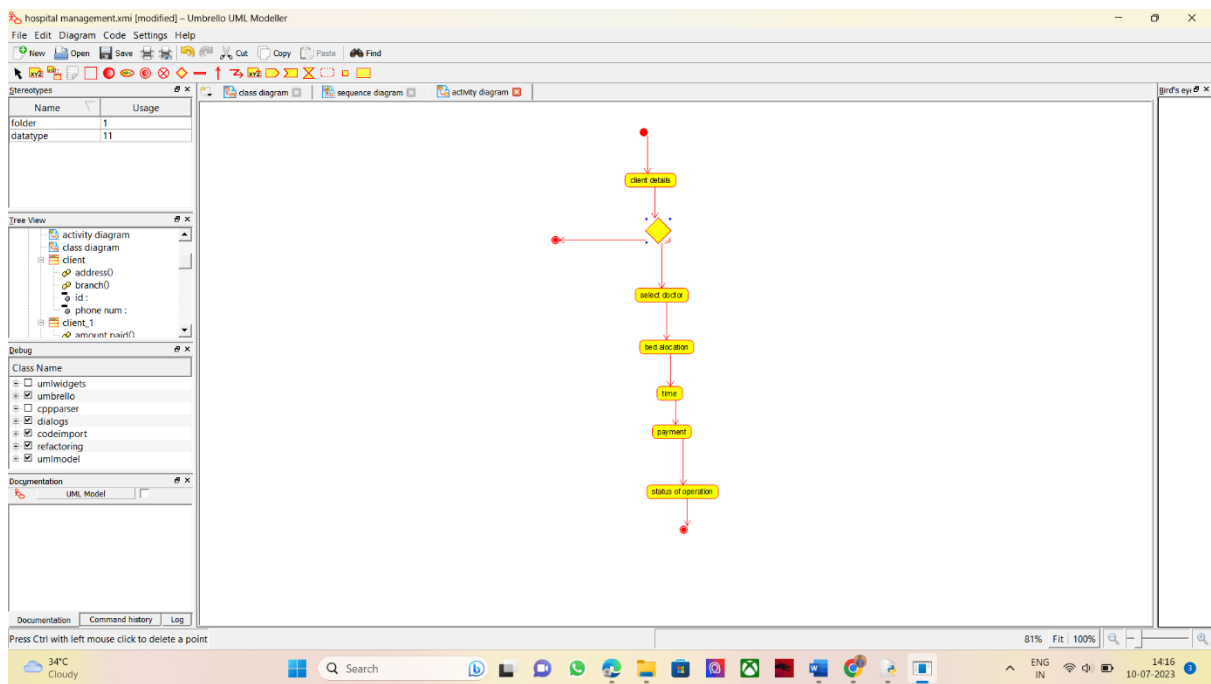 hospital management.xmi [modified] – Umbrello UML Modeller
File Edit Diagram Code Settings Help
New Open Save Cut Copy Paste Find
Stereotypes
class diagram sequence diagram activity diagram
Bird's eye
Name Usage
folder 1
datatype 11
Tree View
activity diagram
class diagram
client
address()
branch()
id :
phone num :
client_1
amount paid()
Debug
Class Name
umlwidgets
umbrello
cppparser
dialogs
codeimport
refactoring
umlmodel
Documentation
UML Model
client details
select doctor
bed alocation
time
payment
status of operation
Documentation Command history Log
Press Ctrl with left mouse click to delete a point
81% Fit 100%
34°C
Cloudy
Search
ENG
IN
14:16
10-07-2023
3